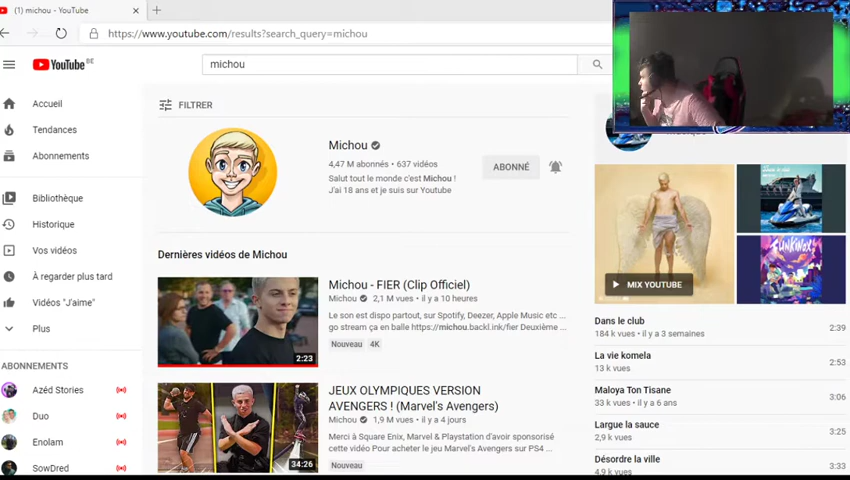 (1) michou - YouTube
https://www.youtube.com/results?search_query=michou
YouTube BE
michou
Accueil
Tendances
Abonnements
Bibliothèque
Historique
Vos vidéos
À regarder plus tard
Vidéos "J'aime"
Plus
ABONNEMENTS
Azéd Stories
Duo
Enolam
SowDred
FILTRER
Michou
4,47 M abonnés • 637 vidéos
Salut tout le monde c'est Michou !
J'ai 18 ans et je suis sur Youtube
ABONNÉ
Dernières vidéos de Michou
2:23
Michou - FIER (Clip Officiel)
Michou • 2,1 M vues • il y a 10 heures
Le son est dispo partout, sur Spotify, Deezer, Apple Music etc ...
go stream ça en balle https://michou.backl.ink/fier Deuxième ...
Nouveau 4K
34:26
JEUX OLYMPIQUES VERSION
AVENGERS ! (Marvel's Avengers)
Michou • 1,9 M vues • il y a 4 jours
Merci à Square Enix, Marvel & Playstation d'avoir sponsorisé
cette vidéo Pour acheter le jeu Marvel's Avengers sur PS4 ...
Nouveau
MIX YOUTUBE
FUNKINOX
Dans le club
184 k vues • il y a 3 semaines
2:39
La vie komela
13 k vues
2:53
Maloya Ton Tisane
33 k vues • il y a 6 ans
3:06
Largue la sauce
2,9 k vues
3:25
Désordre la ville
4,9 k vues
3:33